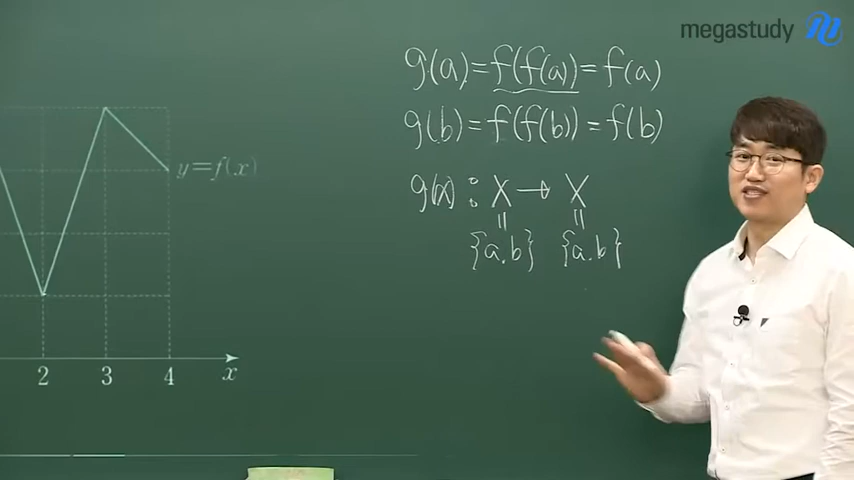 megastudy
g(a)=f(f(a))=f(a)
g(b)=f(f(b))=f(b)
g(x) : X → X
{a.b} {a.b}
y=f(x)
2 3 4 x